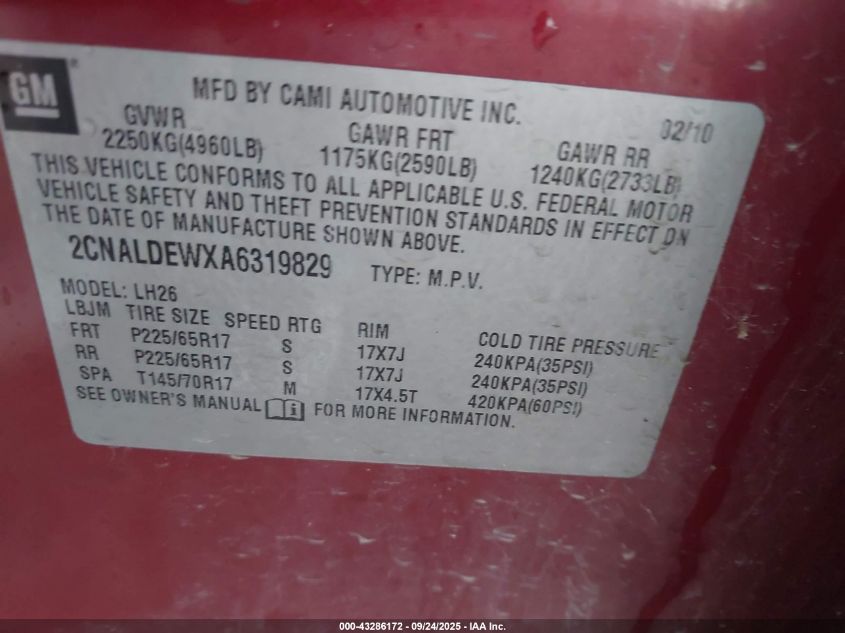 GM
MFD BY CAMI AUTOMOTIVE INC.
02/10
GVWR GAWR FRT GAWR RR
2250KG(4960LB) 1175KG(2590LB) 1240KG(2733LB)
THIS VEHICLE CONFORMS TO ALL APPLICABLE U.S. FEDERAL MOTOR
VEHICLE SAFETY AND THEFT PREVENTION STANDARDS IN EFFECT ON
THE DATE OF MANUFACTURE SHOWN ABOVE.
2CNALDEWXA6319829 TYPE: M.P.V.
MODEL: LH26
LBJM TIRE SIZE SPEED RTG RIM COLD TIRE PRESSURE
FRT P225/65R17 S 17X7J 240KPA(35PSI)
RR P225/65R17 S 17X7J 240KPA(35PSI)
SPA T145/70R17 M 17X4.5T 420KPA(60PSI)
SEE OWNER'S MANUAL FOR MORE INFORMATION.
000-43286172 - 09/24/2025 - IAA Inc.